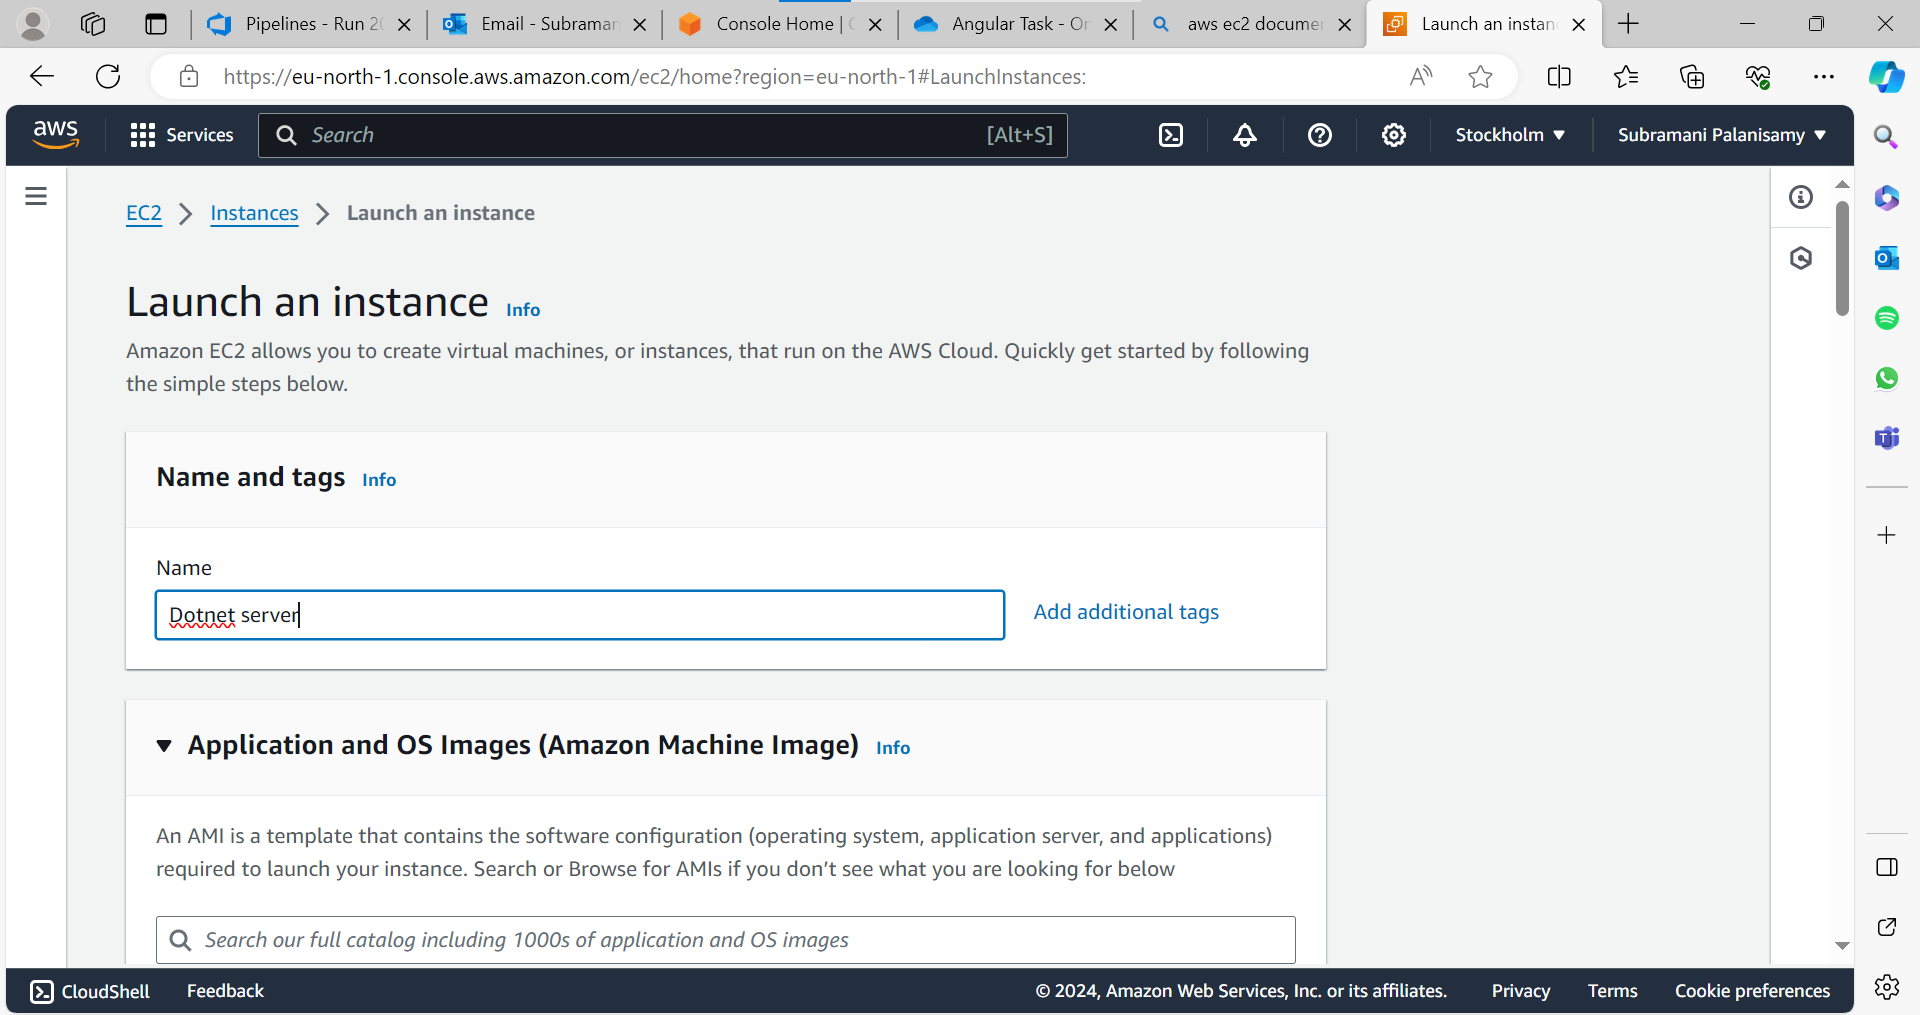 Pipelines - Run 20
Email - Subraman
Console Home | C
Angular Task - On
aws ec2 documen
Launch an instan
https://eu-north-1.console.aws.amazon.com/ec2/home?region=eu-north-1#LaunchInstances:
aws
Services
Search
[Alt+S]
Stockholm
Subramani Palanisamy
EC2
Instances
Launch an instance
Launch an instance Info
Amazon EC2 allows you to create virtual machines, or instances, that run on the AWS Cloud. Quickly get started by following
the simple steps below.
Name and tags Info
Name
Dotnet server
Add additional tags
Application and OS Images (Amazon Machine Image) Info
An AMI is a template that contains the software configuration (operating system, application server, and applications)
required to launch your instance. Search or Browse for AMIs if you don’t see what you are looking for below
Search our full catalog including 1000s of application and OS images
CloudShell
Feedback
© 2024, Amazon Web Services, Inc. or its affiliates.
Privacy
Terms
Cookie preferences